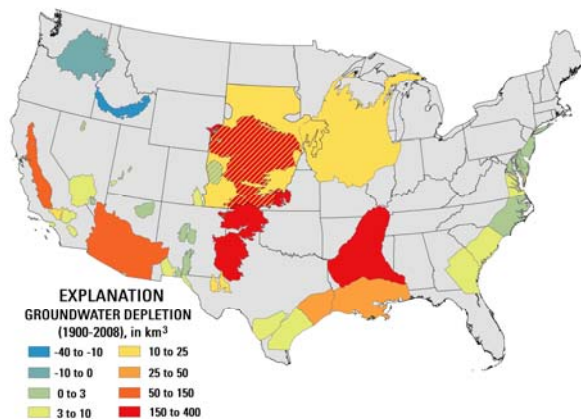 EXPLANATION
GROUNDWATER DEPLETION
(1900-2008), in km³
-40 to -10
-10 to 0
0 to 3
3 to 10
10 to 25
25 to 50
50 to 150
150 to 400